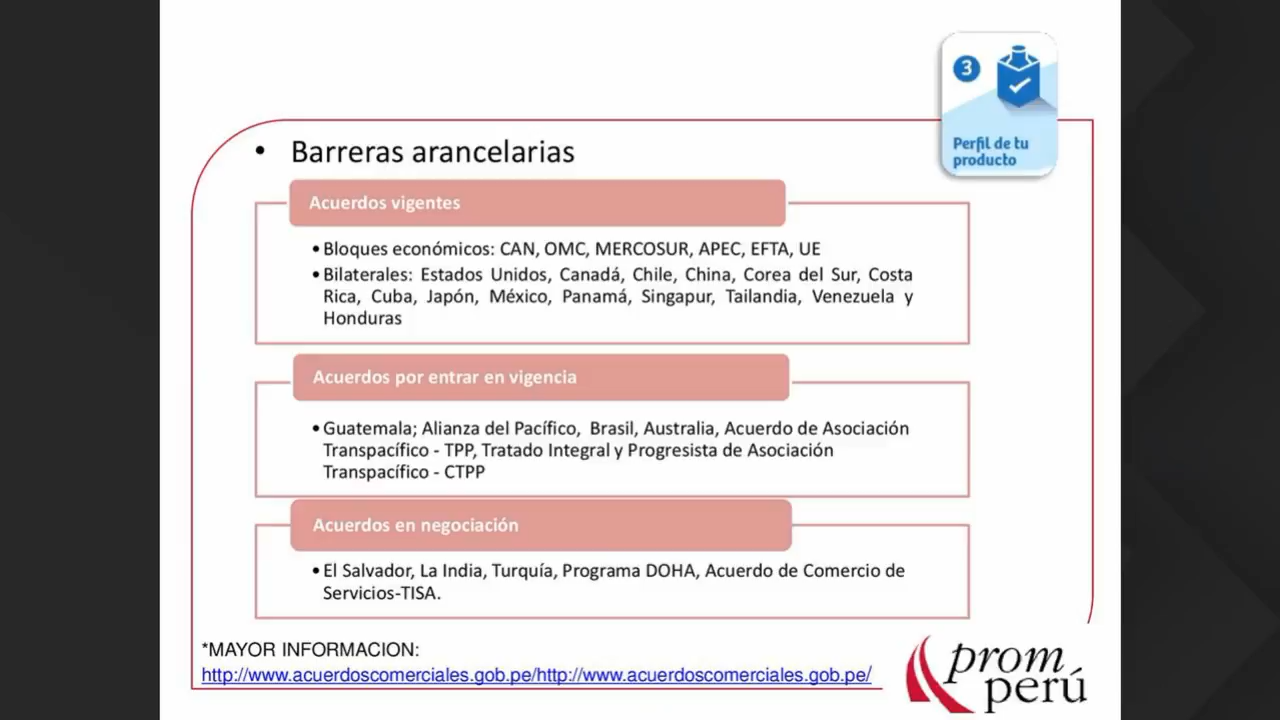 3
Perfil de tu
producto
• Barreras arancelarias
Acuerdos vigentes
•Bloques económicos: CAN, OMC, MERCOSUR, APEC, EFTA, UE
•Bilaterales: Estados Unidos, Canadá, Chile, China, Corea del Sur, Costa
Rica, Cuba, Japón, México, Panamá, Singapur, Tailandia, Venezuela y
Honduras
Acuerdos por entrar en vigencia
•Guatemala; Alianza del Pacífico, Brasil, Australia, Acuerdo de Asociación
Transpacífico - TPP, Tratado Integral y Progresista de Asociación
Transpacífico - CTPP
Acuerdos en negociación
•El Salvador, La India, Turquía, Programa DOHA, Acuerdo de Comercio de
Servicios-TISA.
*MAYOR INFORMACION:
http://www.acuerdoscomerciales.gob.pe/http://www.acuerdoscomerciales.gob.pe/
prom
perú